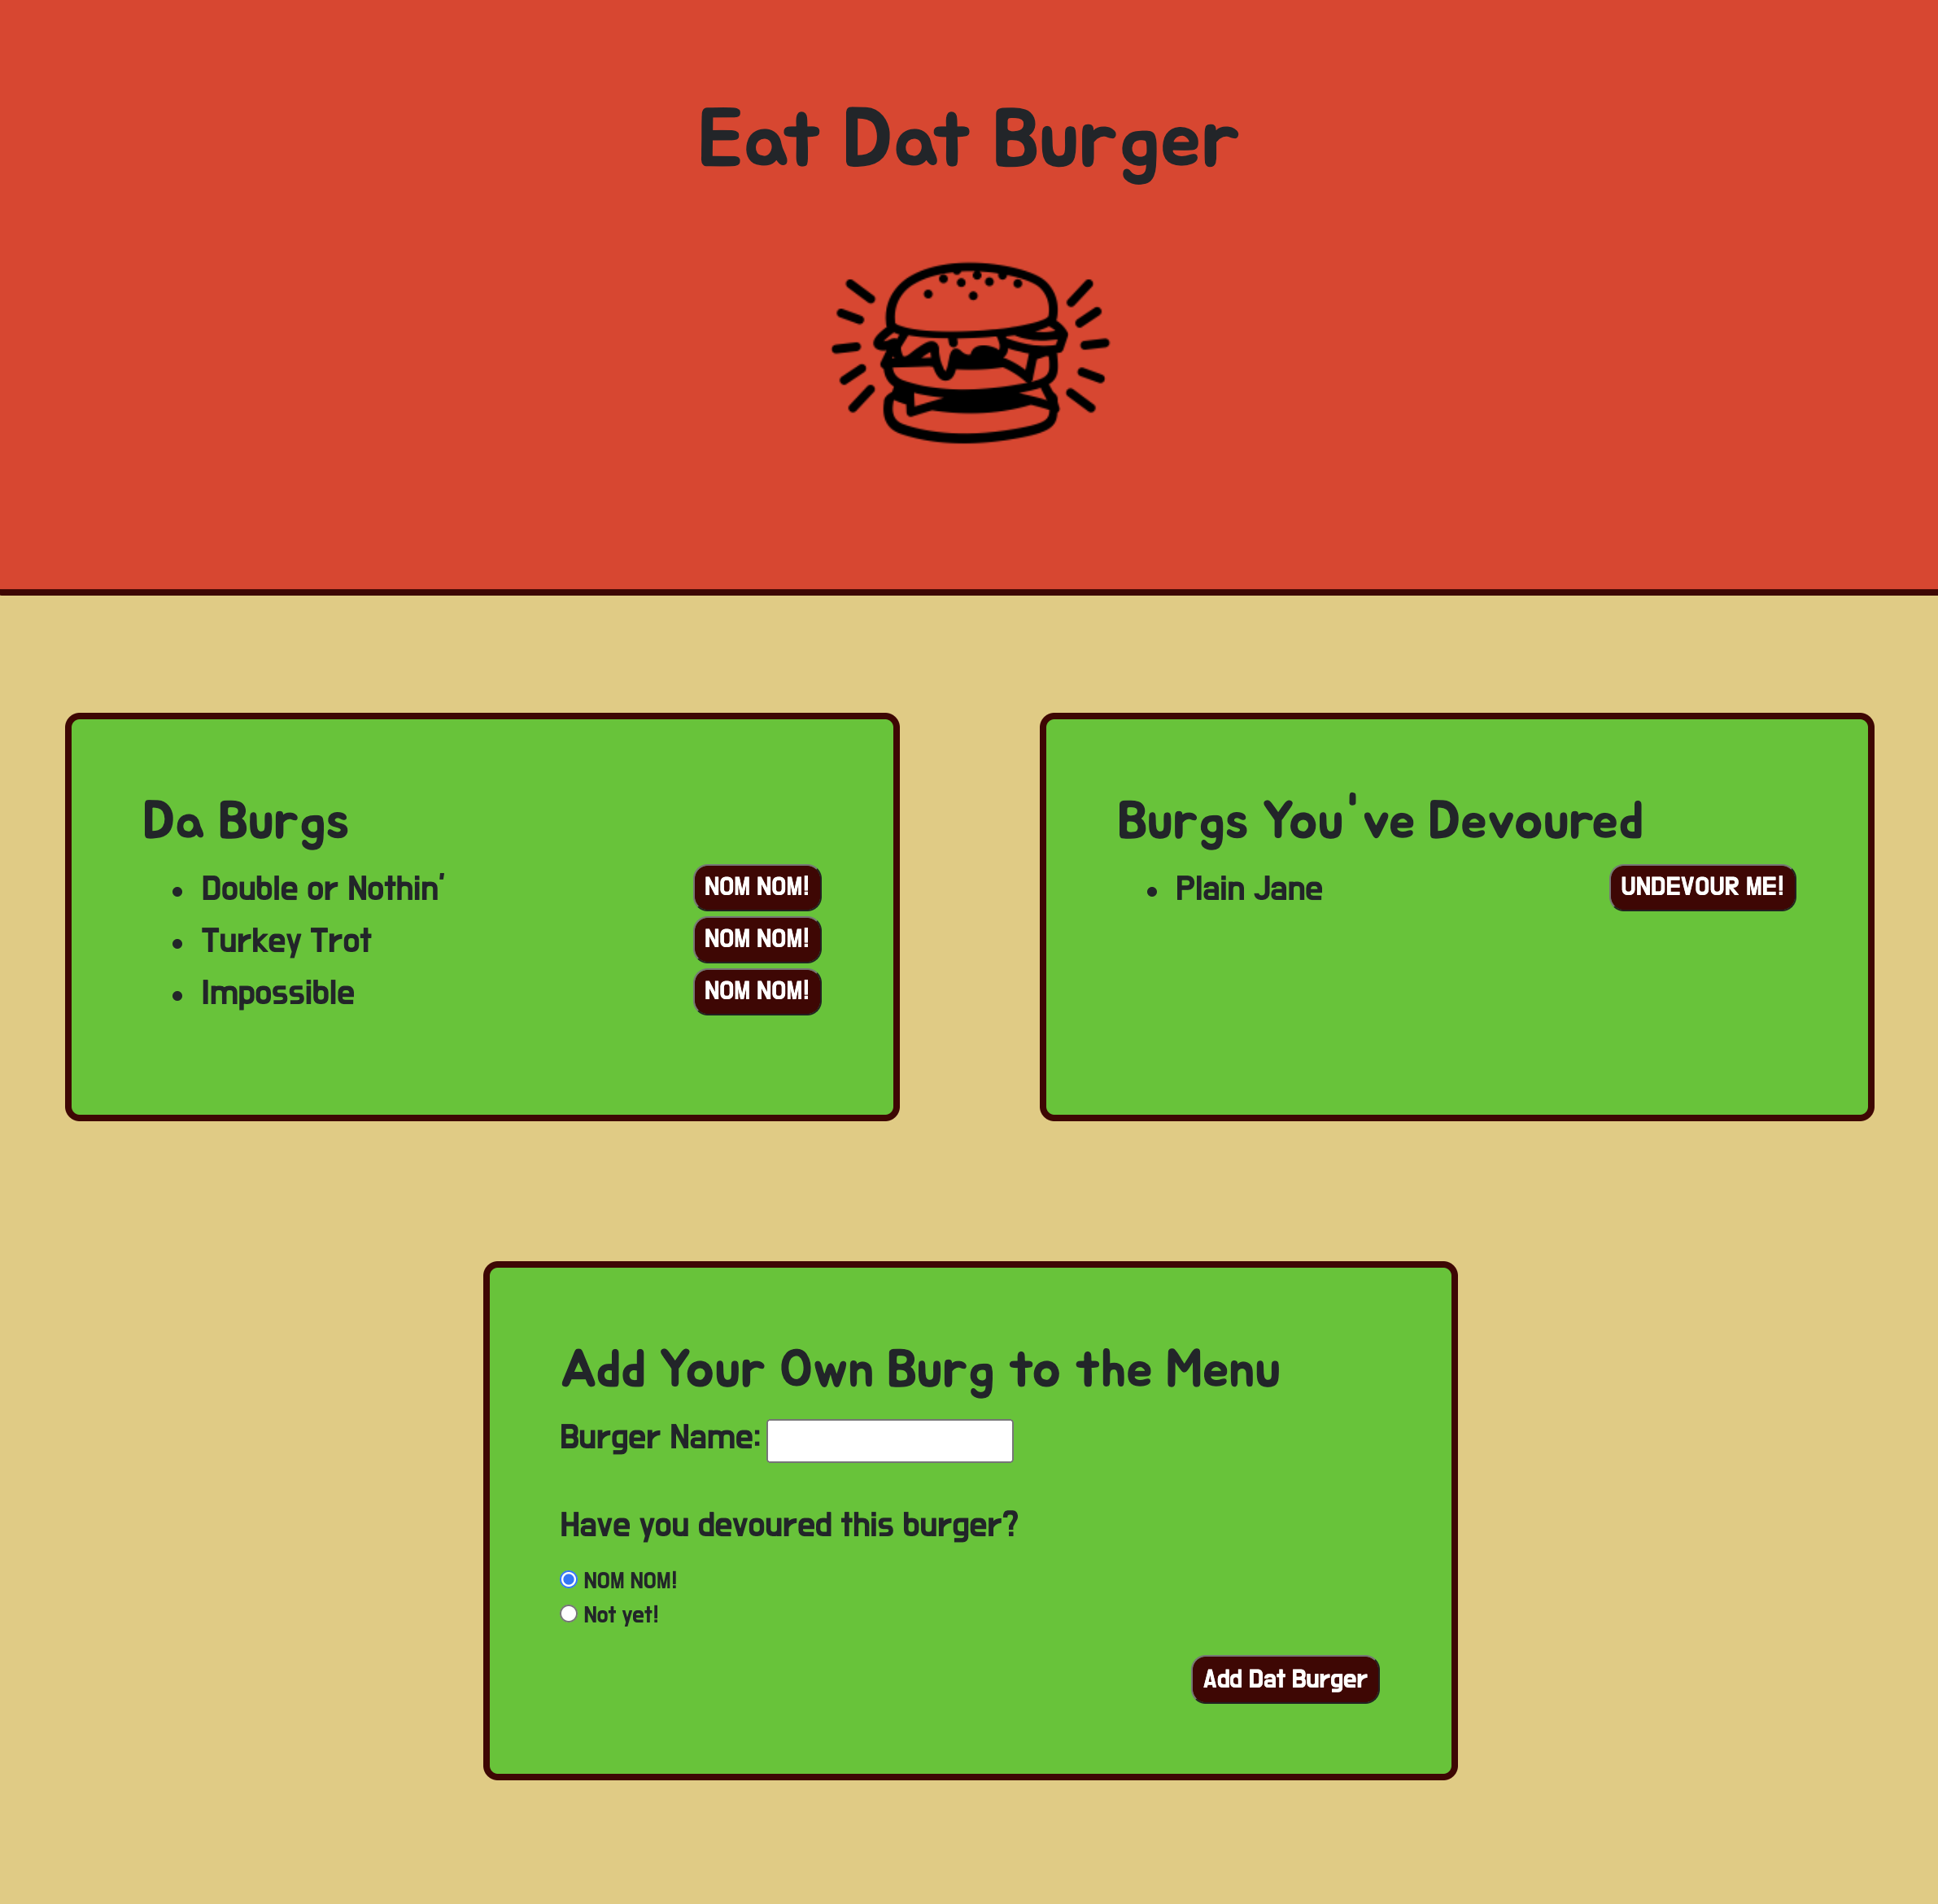 Eat Dat Burger
Da Burgs
Double or Nothin' NOM NOM!
Turkey Trot NOM NOM!
Impossible NOM NOM!
Burgs You've Devoured
Plain Jane UNDEVOUR ME!
Add Your Own Burg to the Menu
Burger Name:
Have you devoured this burger?
NOM NOM!
Not yet!
Add Dat Burger